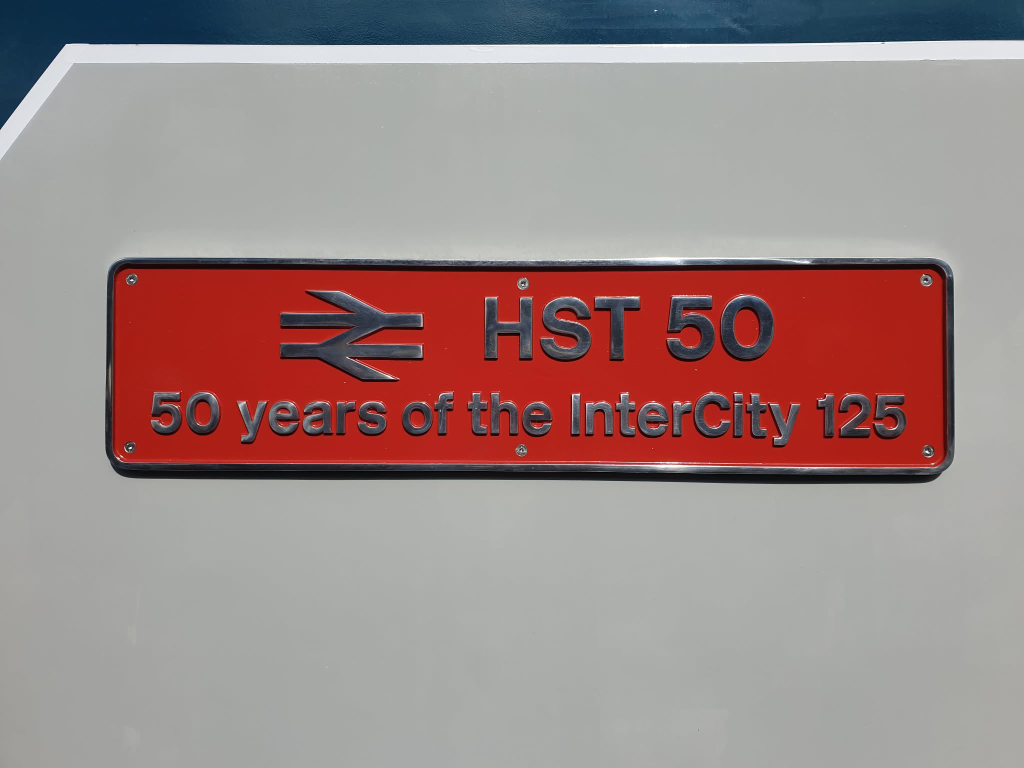 HST 50
50 years of the InterCity 125